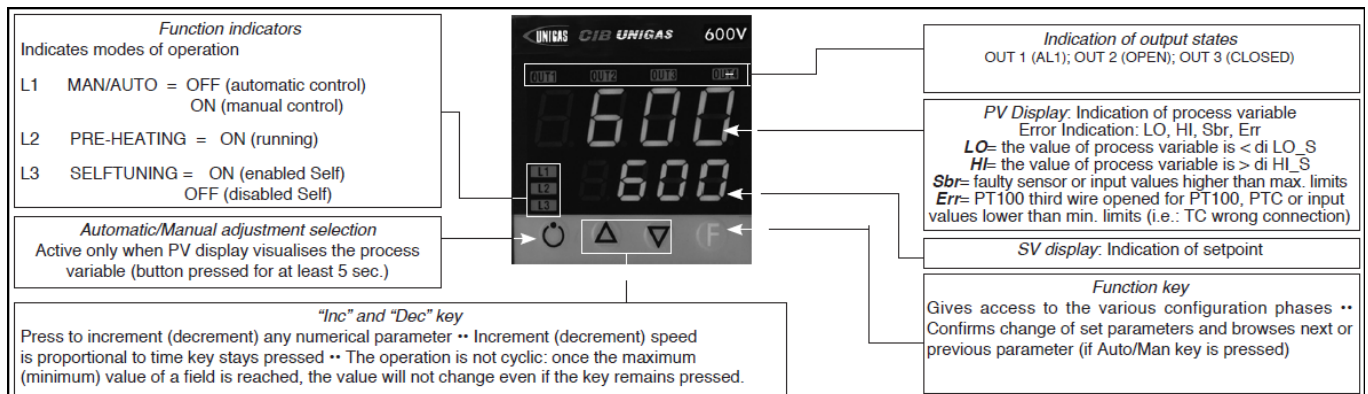 Function indicators
Indicates modes of operation
L1 MAN/AUTO = OFF (automatic control)
ON (manual control)
L2 PRE-HEATING = ON (running)
L3 SELFTUNING = ON (enabled Self)
OFF (disabled Self)
Automatic/Manual adjustment selection
Active only when PV display visualises the process
variable (button pressed for at least 5 sec.)
UNIGAS CIB UNIGAS 600V
OUT1 OUT2 OUT3
600
L1
L2
L3
600
F
"Inc" and "Dec" key
Press to increment (decrement) any numerical parameter •• Increment (decrement) speed
is proportional to time key stays pressed •• The operation is not cyclic: once the maximum
(minimum) value of a field is reached, the value will not change even if the key remains pressed.
Indication of output states
OUT 1 (AL1); OUT 2 (OPEN); OUT 3 (CLOSED)
PV Display: Indication of process variable
Error Indication: LO, HI, Sbr, Err
LO= the value of process variable is < di LO_S
HI= the value of process variable is > di HI_S
Sbr= faulty sensor or input values higher than max. limits
Err= PT100 third wire opened for PT100, PTC or input
values lower than min. limits (i.e.: TC wrong connection)
SV display: Indication of setpoint
Function key
Gives access to the various configuration phases ••
Confirms change of set parameters and browses next or
previous parameter (if Auto/Man key is pressed)